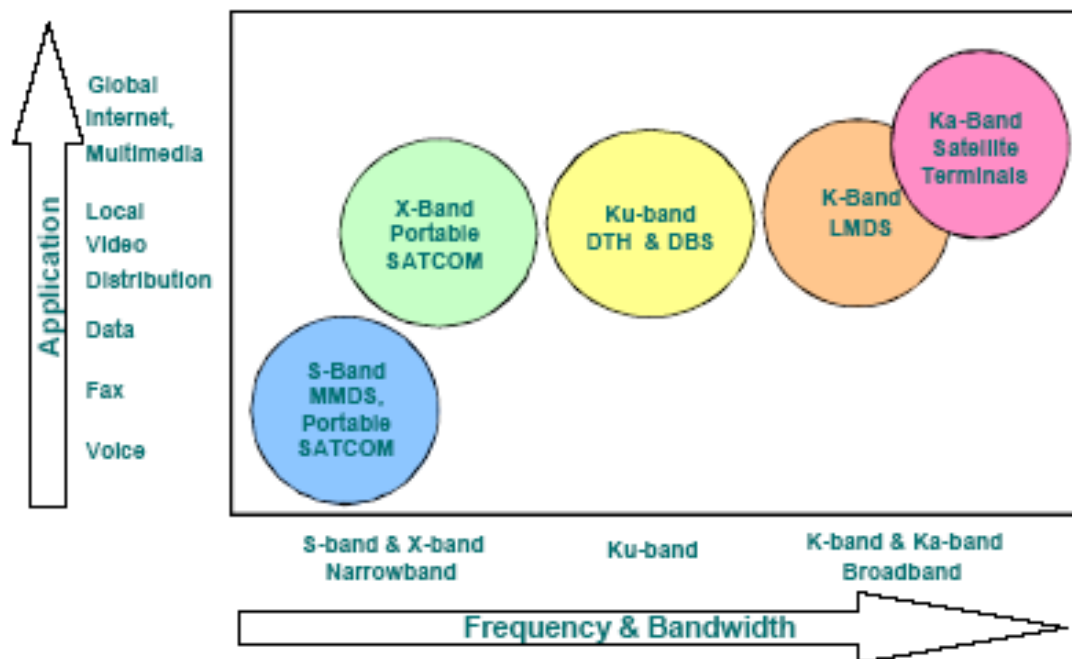 Global
Internet,
Multimedia
Local
Video
Distribution
Data
Fax
Voice
Application
X-Band
Portable
SATCOM
Ku-band
DTH & DBS
K-Band
LMDS
Ka-Band
Satellite
Terminals
S-Band
MMDS,
Portable
SATCOM
S-band & X-band
Narrowband
Ku-band
K-band & Ka-band
Broadband
Frequency & Bandwidth